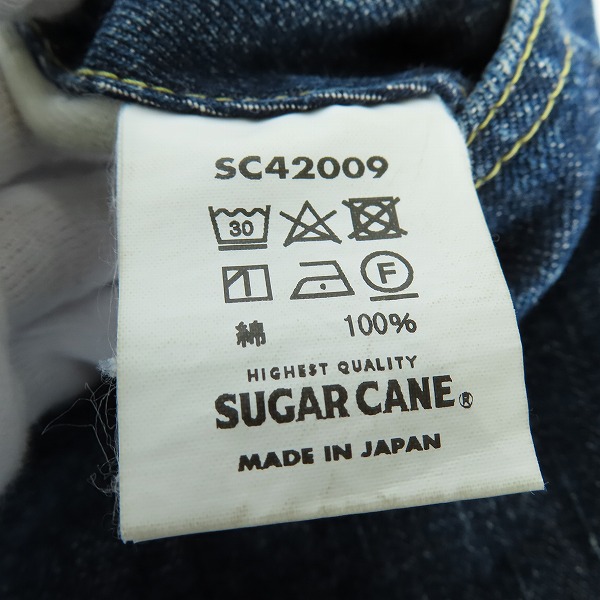 SC42009
30
F
綿 100%
HIGHEST QUALITY
SUGAR CANE®
MADE IN JAPAN